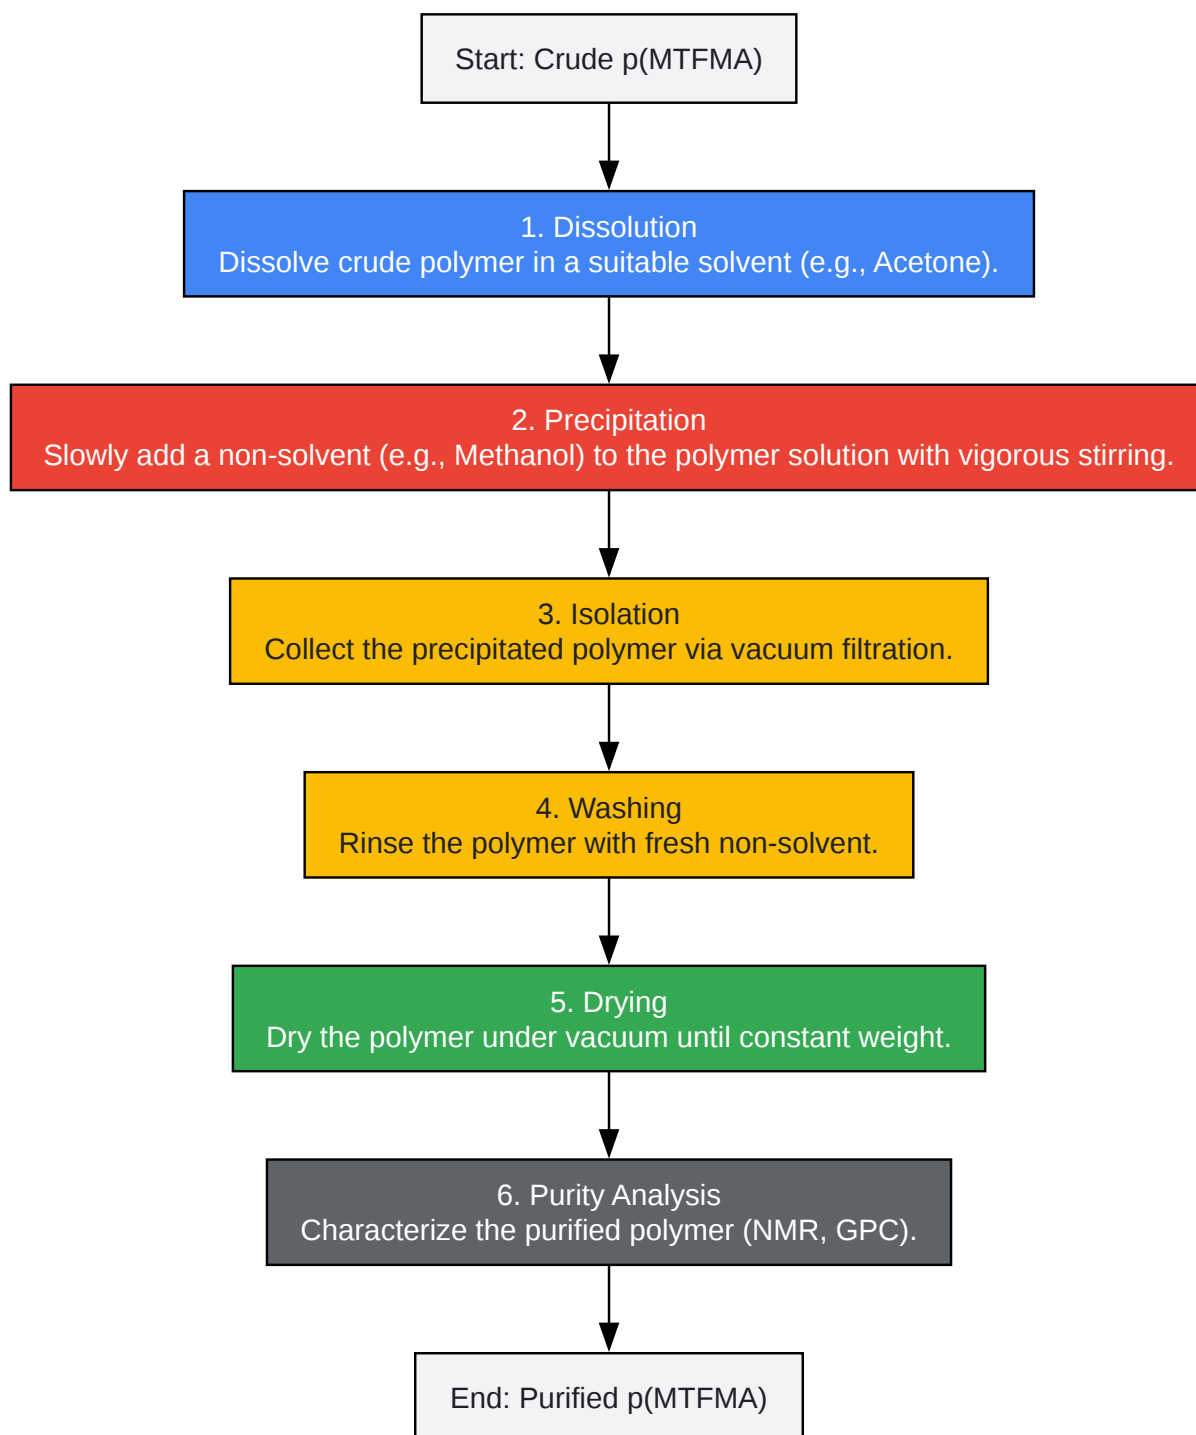 Start: Crude p(MTFMA)
1. Dissolution
Dissolve crude polymer in a suitable solvent (e.g., Acetone).
2. Precipitation
Slowly add a non-solvent (e.g., Methanol) to the polymer solution with vigorous stirring.
3. Isolation
Collect the precipitated polymer via vacuum filtration.
4. Washing
Rinse the polymer with fresh non-solvent.
5. Drying
Dry the polymer under vacuum until constant weight.
6. Purity Analysis
Characterize the purified polymer (NMR, GPC).
End: Purified p(MTFMA)